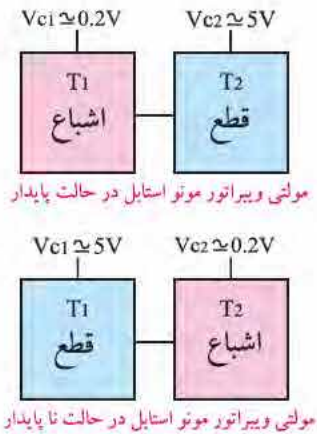 Vc1≃0.2V Vc2≃5V
T1 T2
اشباع قطع
مولتی ویبراتور مونو استابل در حالت پایدار
Vc1≃5V Vc2≃0.2V
T1 T2
قطع اشباع
مولتی ویبراتور مونو استابل در حالت نا پایدار